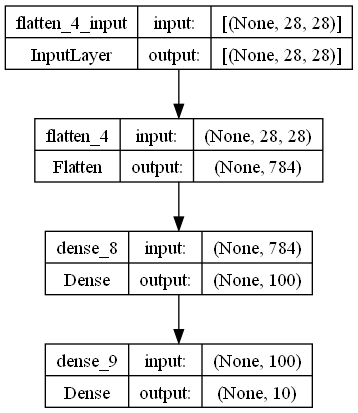 flatten_4_input input: [(None, 28, 28)]
InputLayer output: [(None, 28, 28)]
flatten_4 input: (None, 28, 28)
Flatten output: (None, 784)
dense_8 input: (None, 784)
Dense output: (None, 100)
dense_9 input: (None, 100)
Dense output: (None, 10)